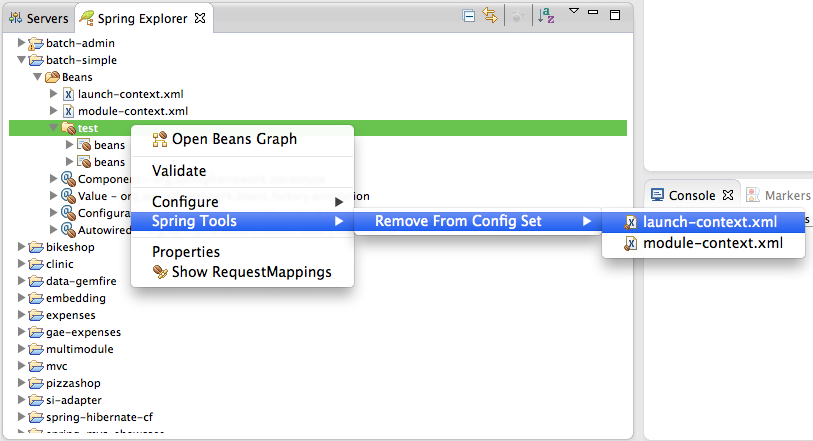 Servers
Spring Explorer
batch-admin
batch-simple
Beans
launch-context.xml
module-context.xml
test
beans
beans
Component
Value - or
Configura
Autowired
bikeshop
clinic
data-gemfire
embedding
expenses
gae-expenses
multimodule
mvc
pizzashop
si-adapter
spring-hibernate-cf
Open Beans Graph
Validate
Configure
Spring Tools
Properties
Show RequestMappings
Remove From Config Set
launch-context.xml
module-context.xml
Console
Markers